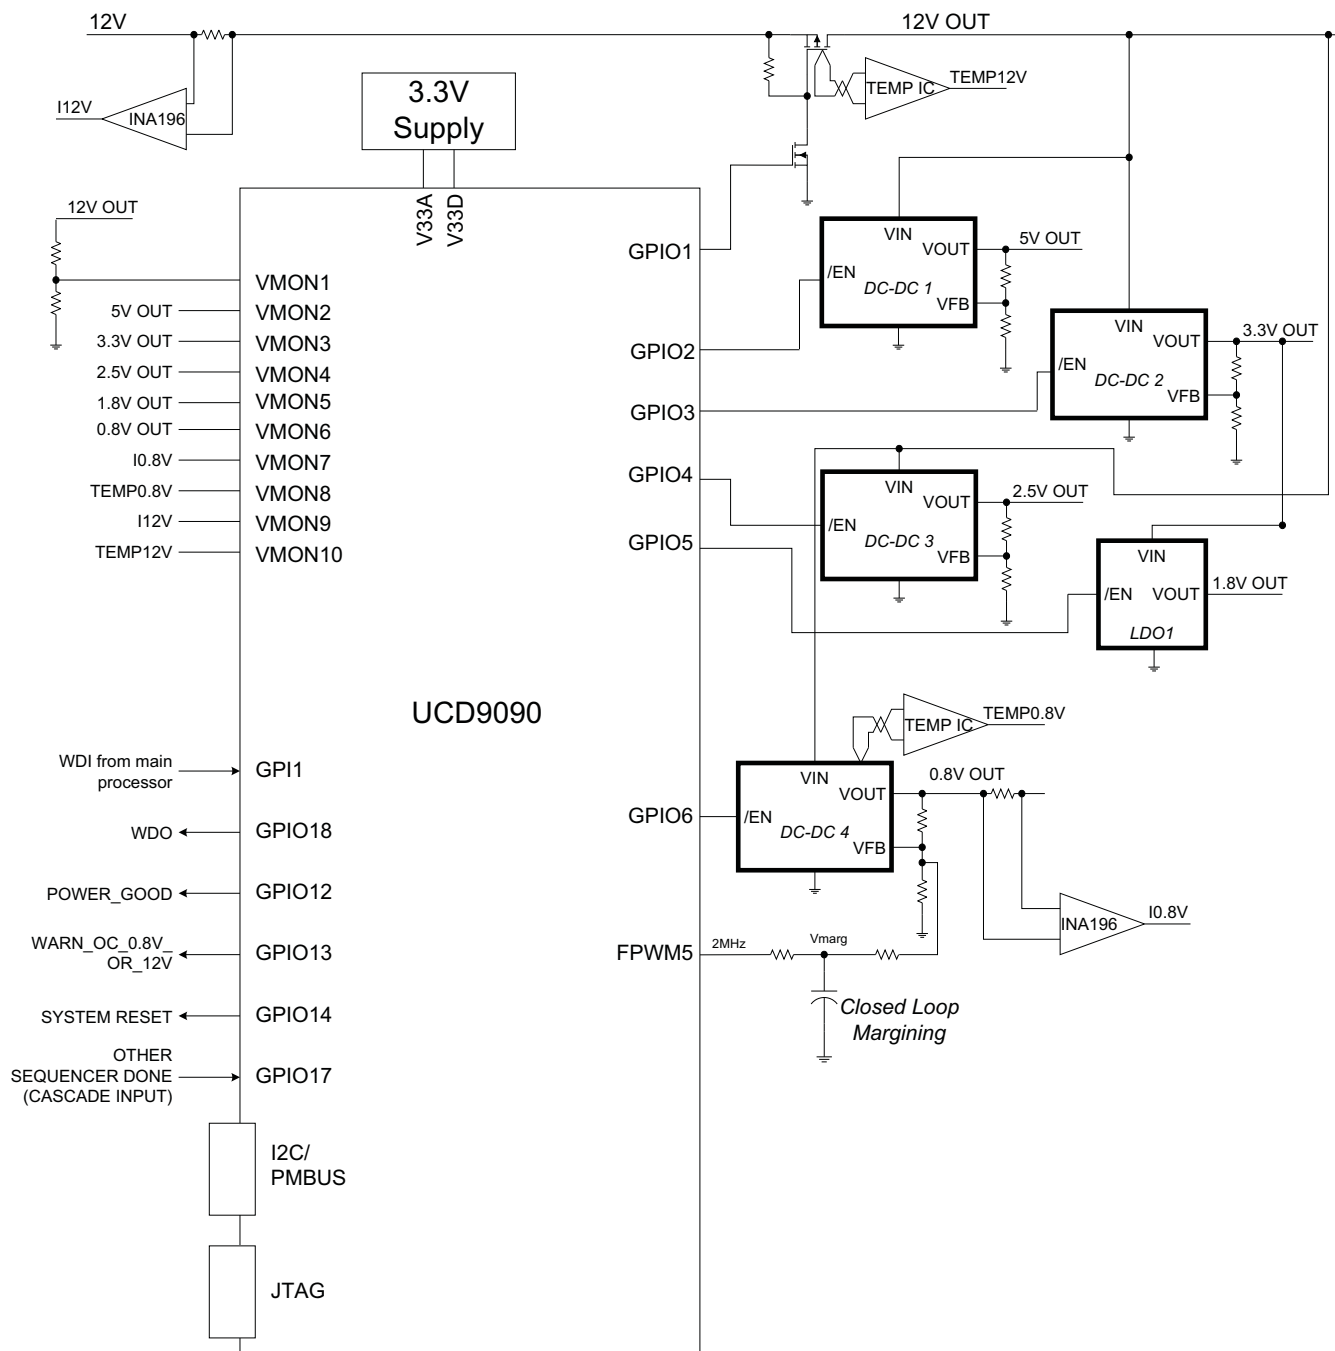 12V
12V OUT
I12V
INA196
3.3V
Supply
TEMP IC
TEMP12V
V33A
V33D
12V OUT
VMON1
5V OUT
VMON2
3.3V OUT
VMON3
2.5V OUT
VMON4
1.8V OUT
VMON5
0.8V OUT
VMON6
I0.8V
VMON7
TEMP0.8V
VMON8
I12V
VMON9
TEMP12V
VMON10
GPIO1
GPIO2
GPIO3
GPIO4
GPIO5
VIN
VOUT
5V OUT
/EN
DC-DC 1
VFB
VIN
VOUT
3.3V OUT
/EN
DC-DC 2
VFB
VIN
VOUT
2.5V OUT
/EN
DC-DC 3
VFB
VIN
/EN
VOUT
1.8V OUT
LDO1
UCD9090
TEMP IC
TEMP0.8V
WDI from main
processor
GPI1
WDO
GPIO18
POWER_GOOD
GPIO12
WARN_OC_0.8V_
OR_12V
GPIO13
SYSTEM RESET
GPIO14
OTHER
SEQUENCER DONE
(CASCADE INPUT)
GPIO17
GPIO6
VIN
VOUT
0.8V OUT
/EN
DC-DC 4
VFB
INA196
I0.8V
FPWM5
2MHz
Vmarg
Closed Loop
Margining
I2C/
PMBUS
JTAG